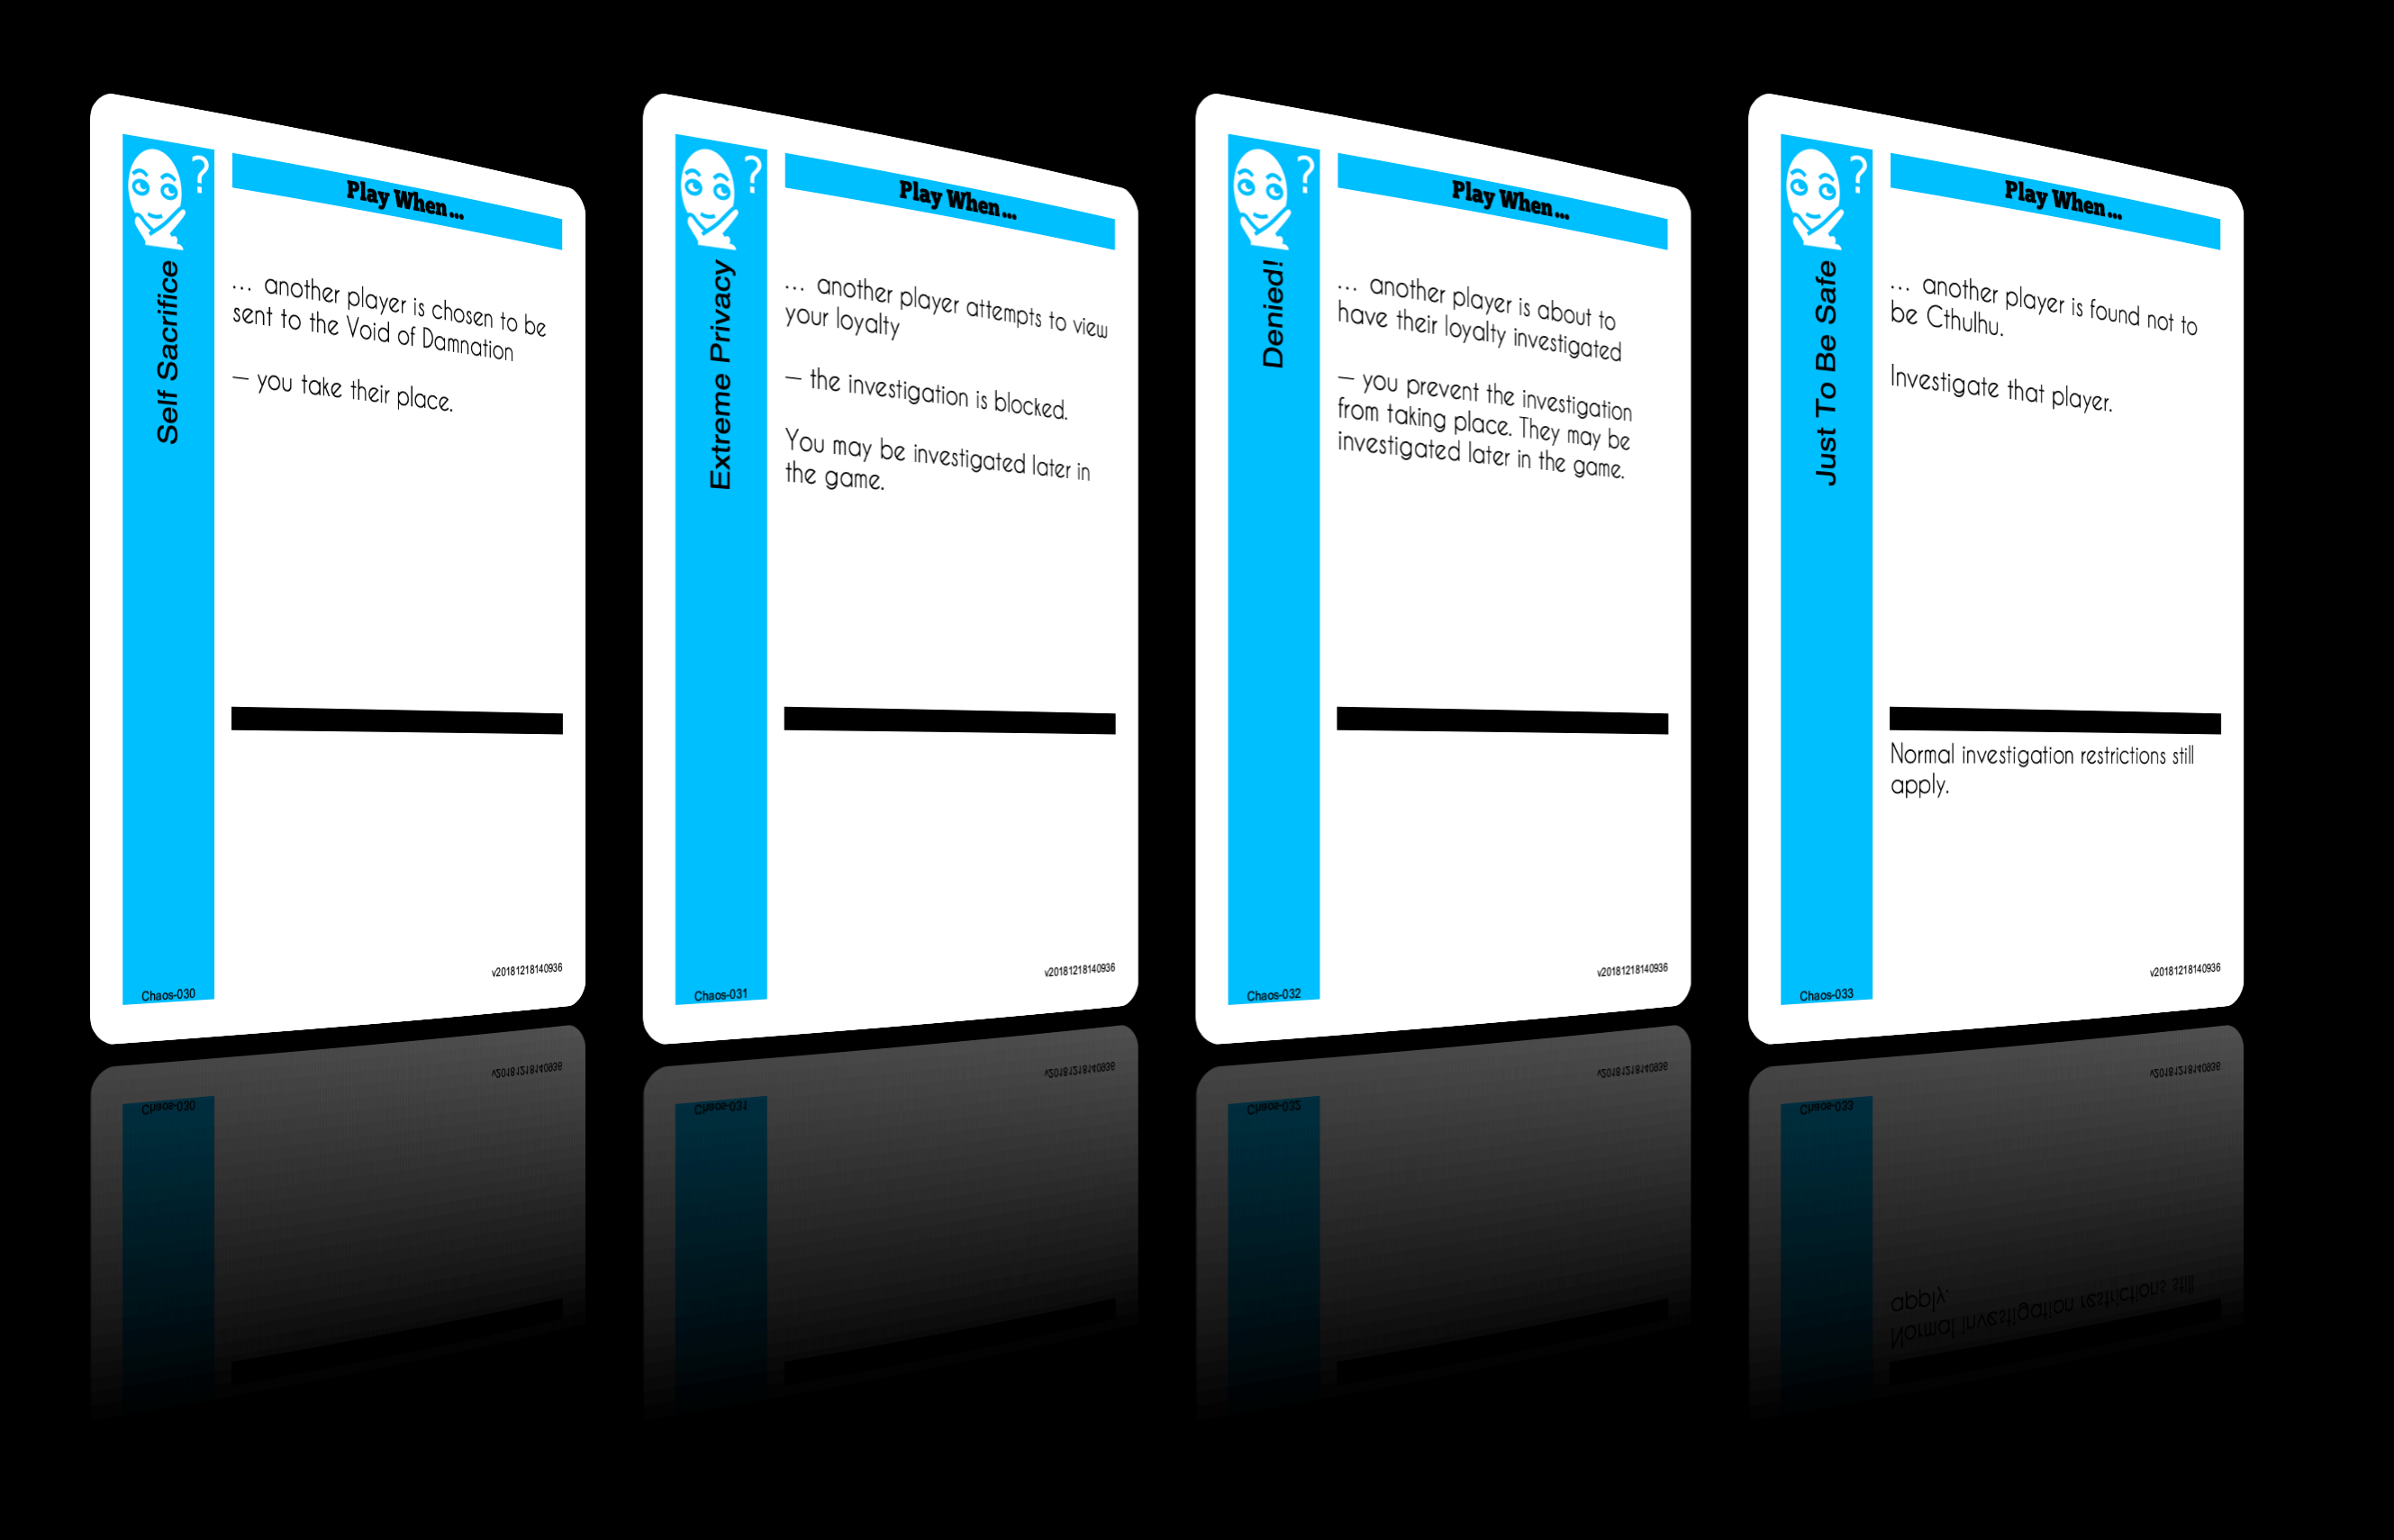 ?
Self Sacrifice
Play When...
... another player is chosen to be
sent to the Void of Damnation
– you take their place.
v20181218140936
Chaos-030
?
Extreme Privacy
Play When...
... another player attempts to view
your loyalty
– the investigation is blocked.
You may be investigated later in
the game.
v20181218140936
Chaos-031
?
Denied!
Play When...
... another player is about to
have their loyalty investigated
– you prevent the investigation
from taking place. They may be
investigated later in the game.
v20181218140936
Chaos-032
?
Just To Be Safe
Play When...
... another player is found not to
be Cthulhu.
Investigate that player.
Normal investigation restrictions still
apply.
v20181218140936
Chaos-033